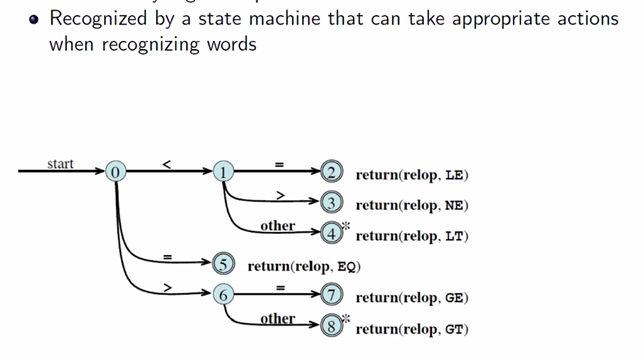 Recognized by a state machine that can take appropriate actions
when recognizing words
start 0 < 1 = 2 return(relop, LE)
> 3 return(relop, NE)
other 4 * return(relop, LT)
= 5 return(relop, EQ)
> 6 = 7 return(relop, GE)
other 8 * return(relop, GT)